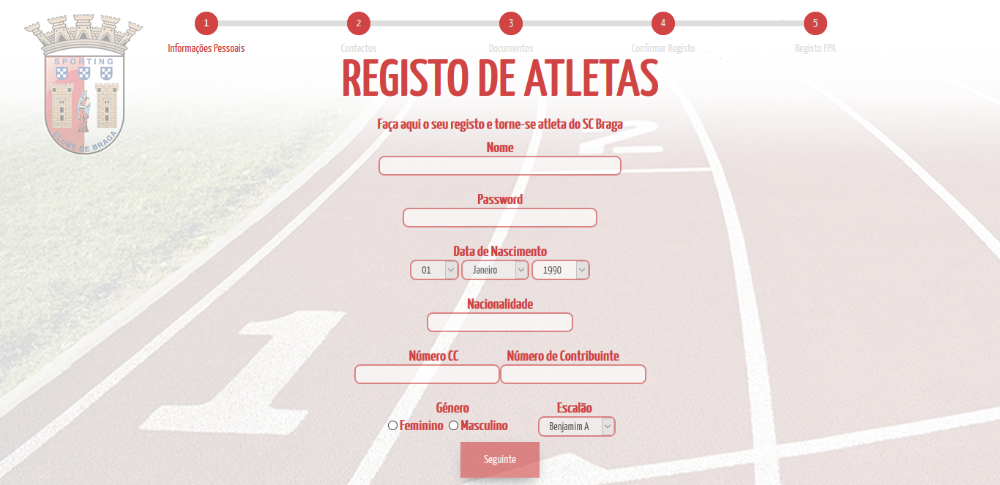 1 2 3 4 5
Informações Pessoais Contactos Documentos Confirmar Registo Registo FPA
SPORTING
CLUBE DE BRAGA
REGISTO DE ATLETAS
Faça aqui o seu registo e torne-se atleta do SC Braga
Nome
Password
Data de Nascimento
01 Janeiro 1990
Nacionalidade
Número CC Número de Contribuinte
Género Escalão
Feminino Masculino Benjamim A
Seguinte
2
1